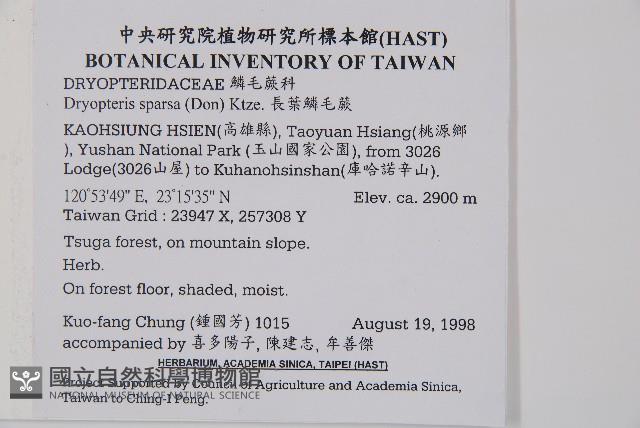 中央研究院植物研究所標本館(HAST)
BOTANICAL INVENTORY OF TAIWAN
DRYOPTERIDACEAE 鱗毛蕨科
Dryopteris sparsa (Don) Ktze. 長葉鱗毛蕨
KAOHSIUNG HSIEN(高雄縣), Taoyuan Hsiang(桃源鄉
), Yushan National Park (玉山國家公園), from 3026
Lodge(3026山屋) to Kuhanohsinshan(庫哈諾辛山).
120°53'49" E, 23°15'35" N Elev. ca. 2900 m
Taiwan Grid : 23947 X, 257308 Y
Tsuga forest, on mountain slope.
Herb.
On forest floor, shaded, moist.
Kuo-fang Chung (鍾國芳) 1015 August 19, 1998
accompanied by 喜多陽子, 陳建志, 牟善傑
HERBARIUM, ACADEMIA SINICA, TAIPEI (HAST)
Project Supported by Council of Agriculture and Academia Sinica,
Taiwan to Ching-I Peng.
國立自然科學博物館
NATIONAL MUSEUM OF NATURAL SCIENCE